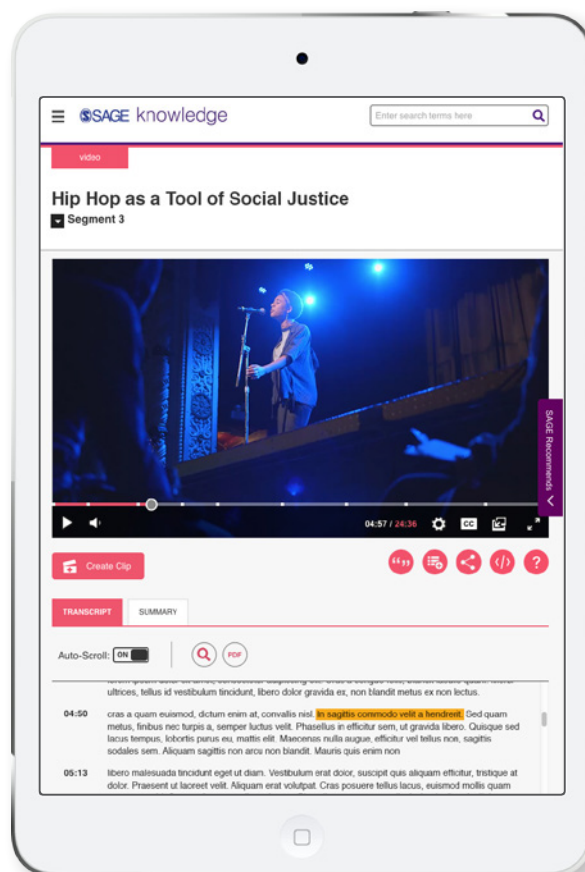 SAGE knowledge
Enter search terms here
video
Hip Hop as a Tool of Social Justice
Segment 3
SAGE Recommends
04:57 / 24:36
CC
Create Clip
?
TRANSCRIPT
SUMMARY
Auto-Scroll: ON
PDF
ultrices, tellus id vestibulum tincidunt, libero dolor gravida ex, non blandit metus ex non lectus.
04:50 cras a quam euismod, dictum enim at, convallis nisl. In sagittis commodo velit a hendrerit. Sed quam
metus, finibus nec turpis a, semper luctus velit. Phasellus in efficitur sem, ut gravida libero. Quisque sed
lacus tempus, lobortis purus eu, mattis elit. Maecenas nulla augue, efficitur vel tellus non, sagittis
sodales sem. Aliquam sagittis non arcu non blandit. Mauris quis enim non
05:13 libero malesuada tincidunt eget ut diam. Vestibulum erat dolor, suscipit quis aliquam efficitur, tristique at
dolor. Praesent ut laoreet velit. Aliquam erat volutpat. Cras posuere tellus lacus, euismod mollis quam